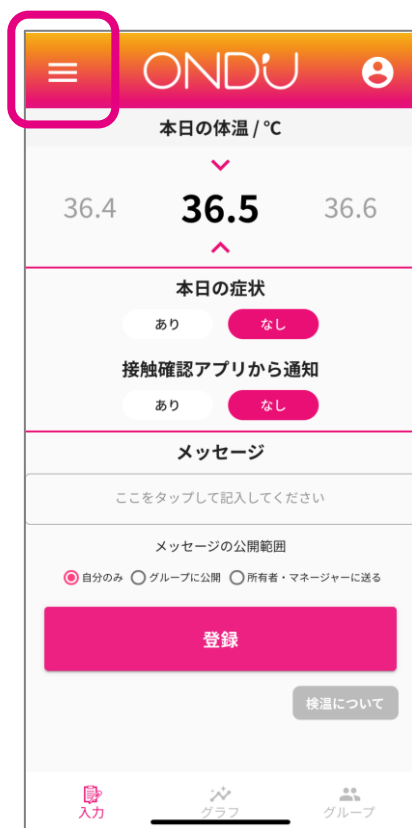 ONDU
本日の体温 / ℃
36.4 36.5 36.6
本日の症状
あり なし
接触確認アプリから通知
あり なし
メッセージ
ここをタップして記入してください
メッセージの公開範囲
自分のみ グループに公開 所有者・マネージャーに送る
登録
検温について
入力 グラフ グループ